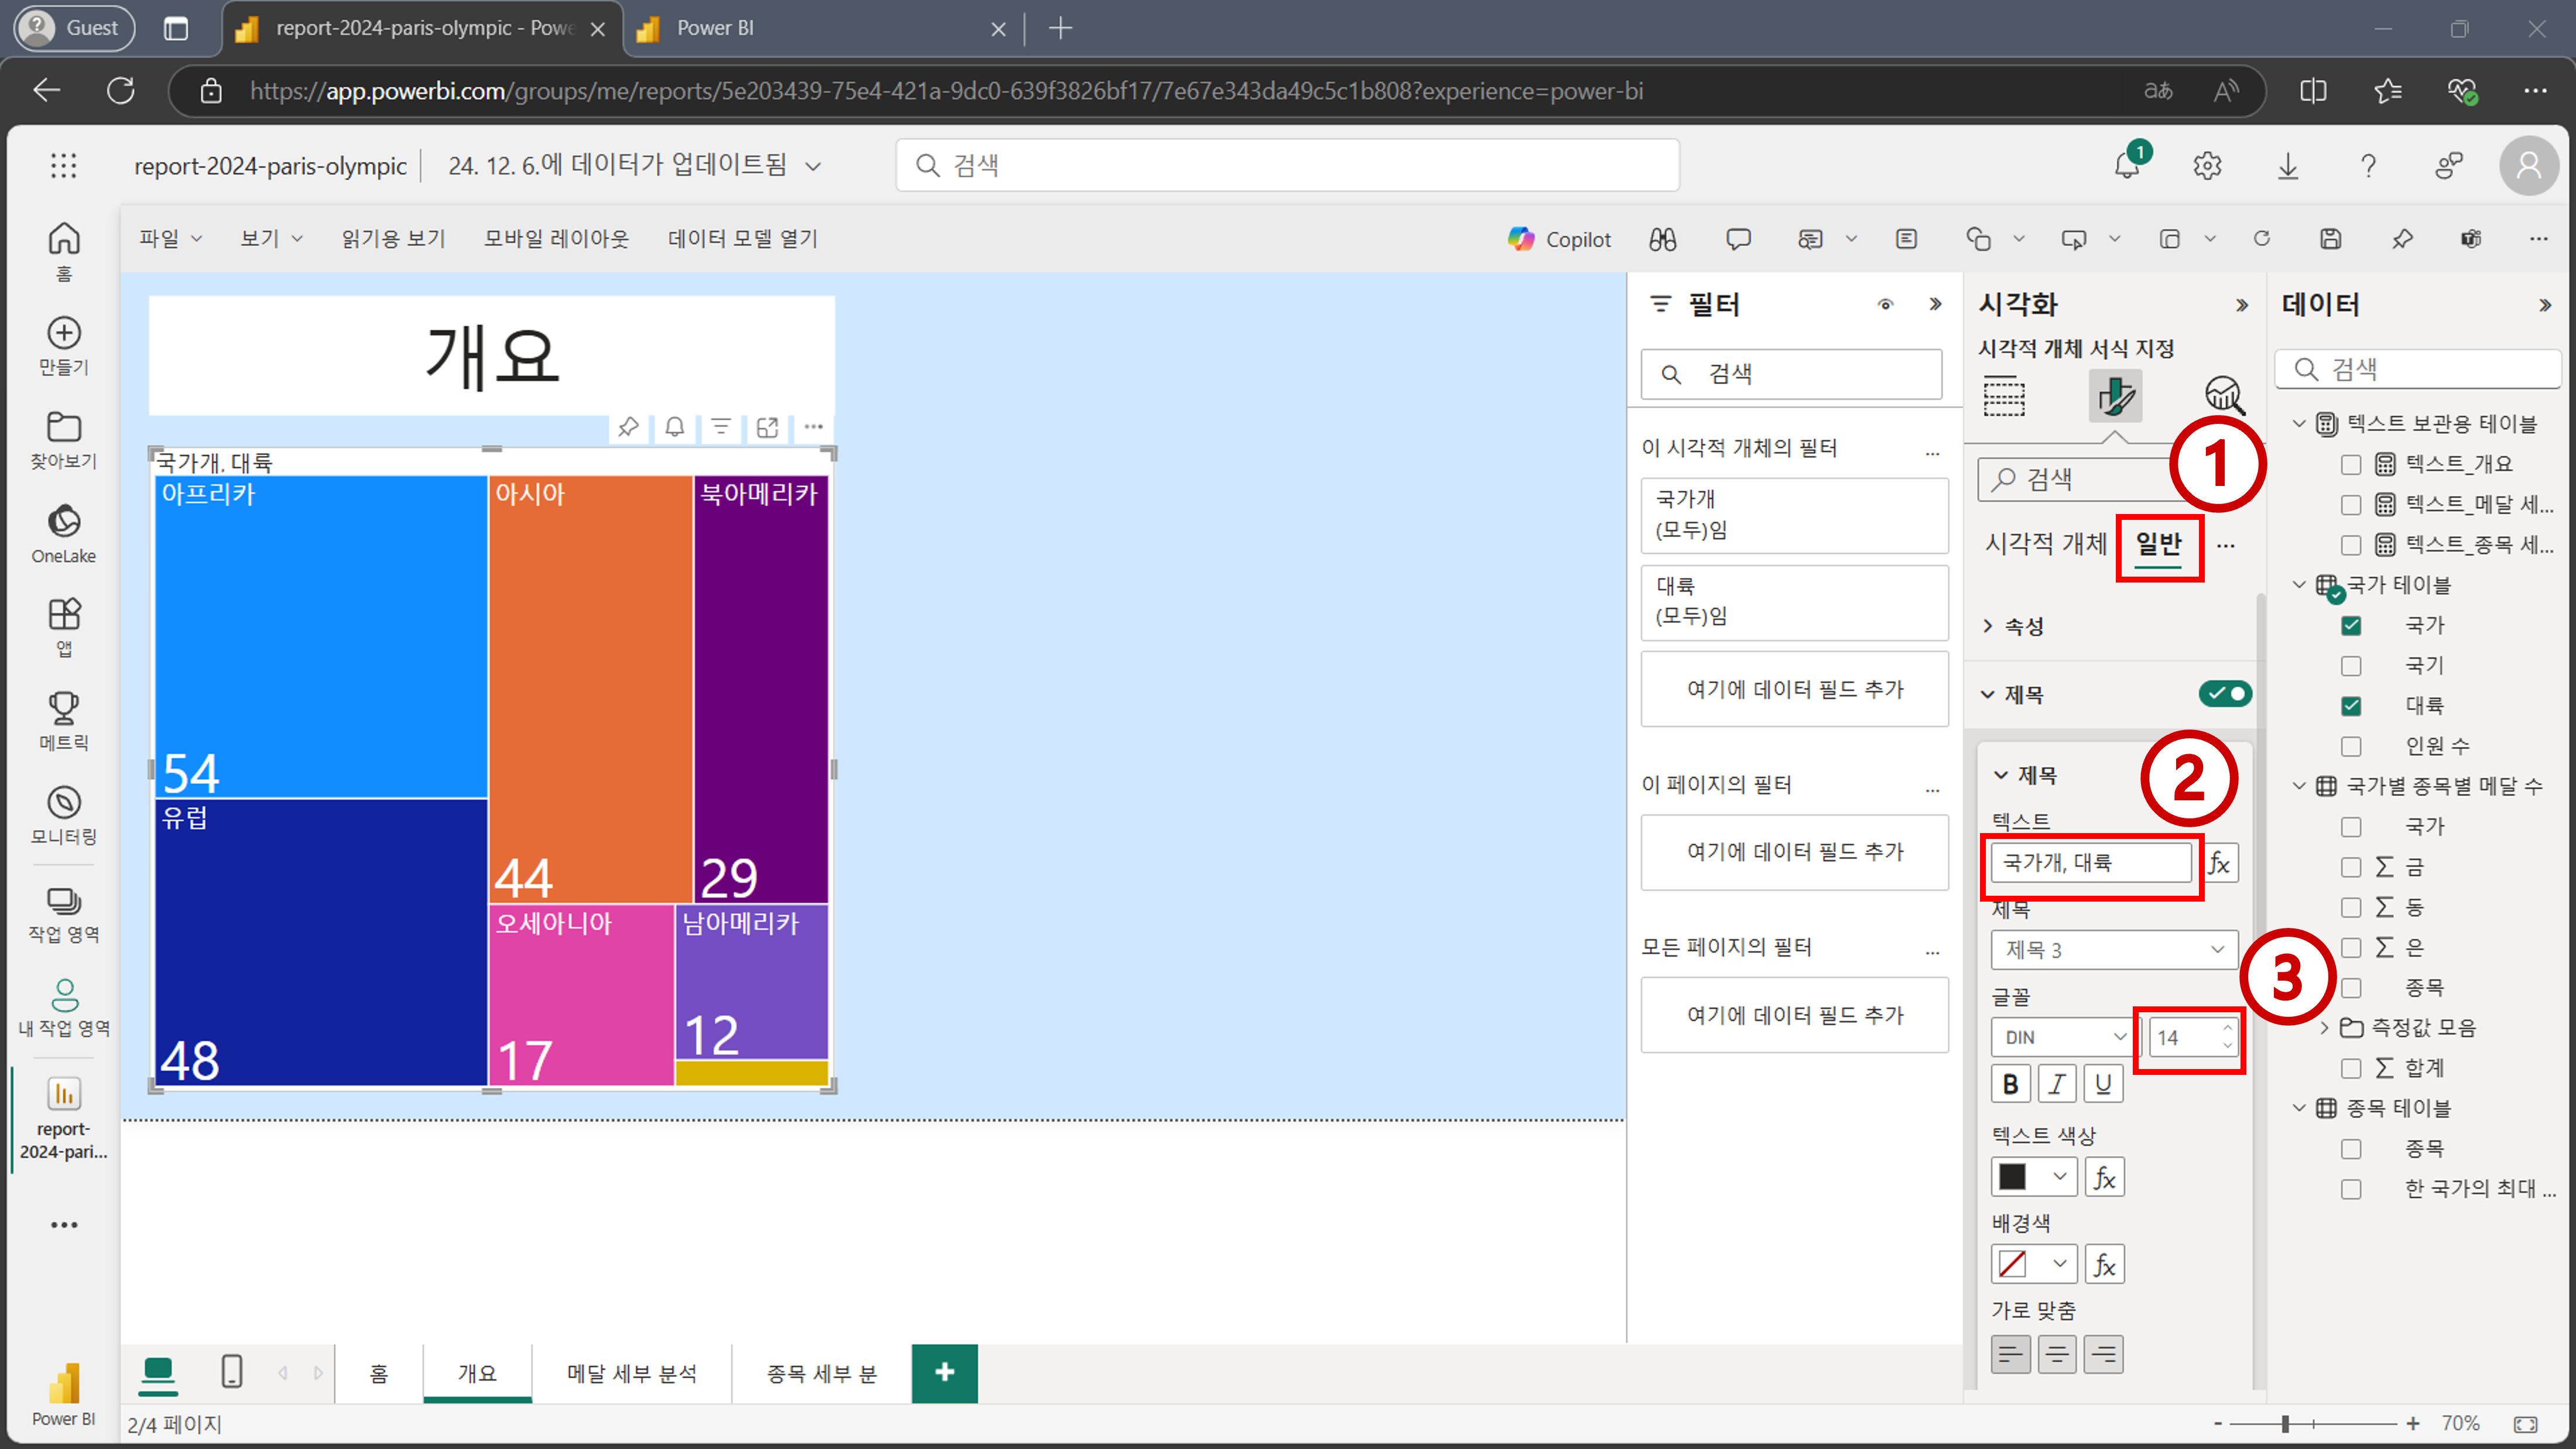 Guest
report-2024-paris-olympic - Powe
Power BI
https://app.powerbi.com/groups/me/reports/5e203439-75e4-421a-9dc0-639f3826bf17/7e67e343da49c5c1b808?experience=power-bi
report-2024-paris-olympic
24. 12. 6.에 데이터가 업데이트됨
검색
1
홈
만들기
찾아보기
OneLake
앱
메트릭
모니터링
작업 영역
내 작업 영역
report-
2024-pari...
Power BI
파일
보기
읽기용 보기
모바일 레이아웃
데이터 모델 열기
Copilot
개요
국가개, 대륙
아프리카
54
아시아
44
북아메리카
29
유럽
48
오세아니아
17
남아메리카
12
필터
검색
이 시각적 개체의 필터
...
국가개
(모두)임
대륙
(모두)임
여기에 데이터 필드 추가
이 페이지의 필터
...
여기에 데이터 필드 추가
모든 페이지의 필터
...
여기에 데이터 필드 추가
시각화
시각적 개체 서식 지정
1
검색
시각적 개체
일반
...
속성
제목
제목
2
텍스트
국가개, 대륙
fx
제목
제목 3
글꼴
3
DIN
14
B
I
U
텍스트 색상
fx
배경색
fx
가로 맞춤
데이터
검색
텍스트 보관용 테이블
텍스트_개요
텍스트_메달 세...
텍스트_종목 세...
국가 테이블
국가
국기
대륙
인원 수
국가별 종목별 메달 수
국가
∑ 금
∑ 동
∑ 은
종목
측정값 모음
∑ 합계
종목 테이블
종목
한 국가의 최대 ...
홈
개요
메달 세부 분석
종목 세부 분
+
2/4 페이지
- + 70%